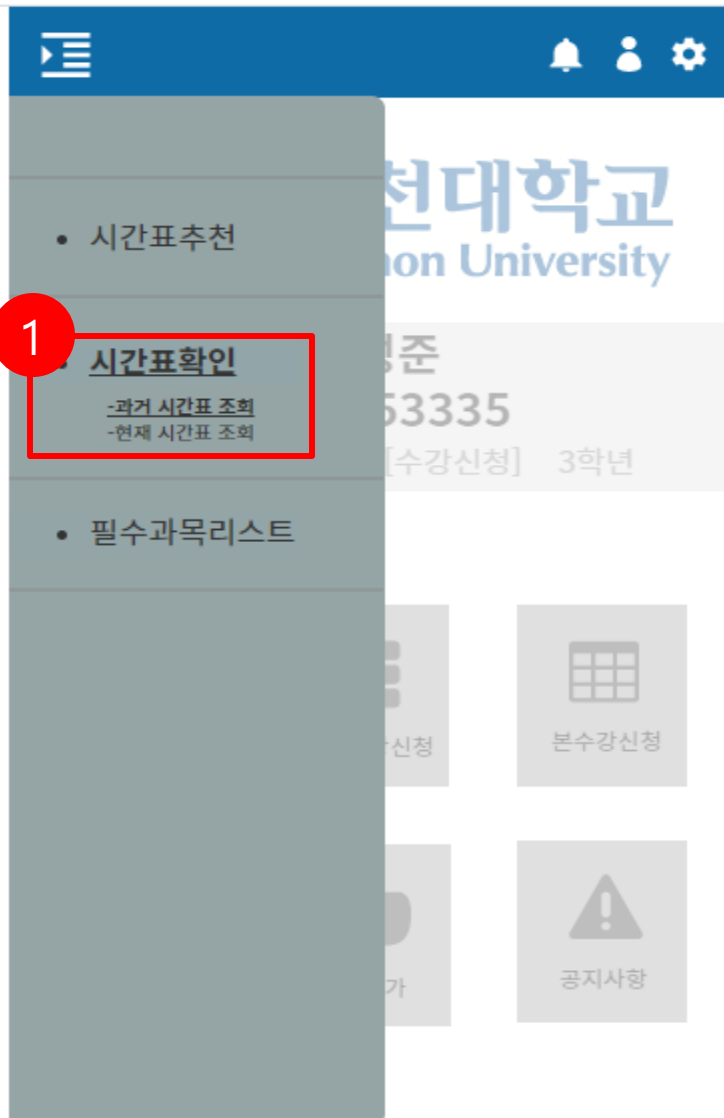 천대학교
on University
시간표추천
1
시간표확인
-과거 시간표 조회
-현재 시간표 조회
준
53335
[수강신청] 3학년
필수과목리스트
신청
본수강신청
가
공지사항